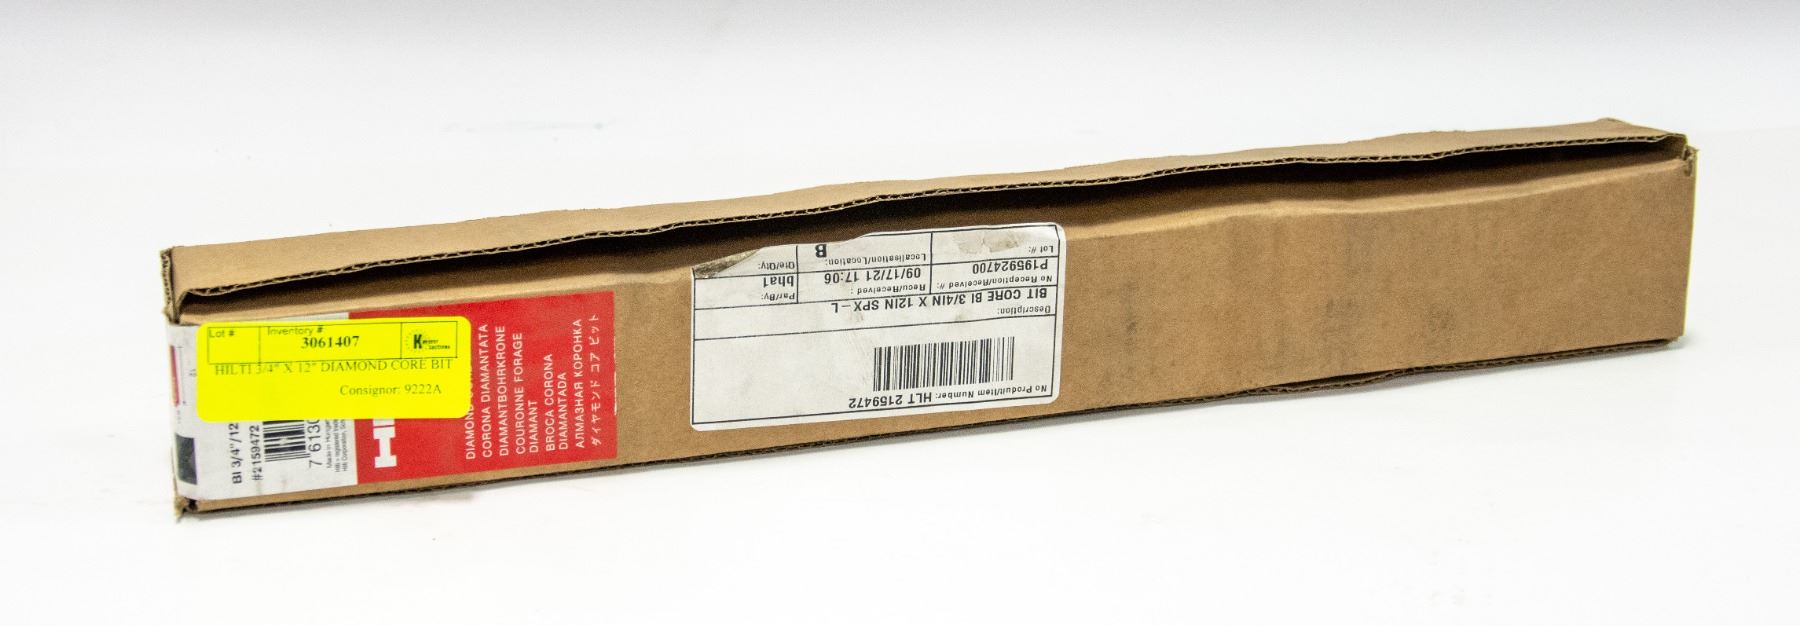 Lot #
Inventory #
3061407
HILTI 3/4" X 12" DIAMOND CORE BIT
Consignor: 9222A
BI 3/4"/12
#2159472
7 6130
Made in Hungary
DIAMOND
CORONA DIAMANTATA
DIAMANTBOHRKRONE
COURONNE FORAGE
DIAMANT
BROCA CORONA
DIAMANTADA
АЛМАЗНАЯ КОРОНКА
ダイヤモンド コア ビット
No Produit/Item Number: HLT 2159472
Description:
BIT CORE BI 3/4IN X 12IN SPX-L
No Reception/Received #: P195924700
Recu/Received : 09/17/21 17:06
Par/By: bha1
Lot #:
Localisation/Location: B
Qte/Qty: